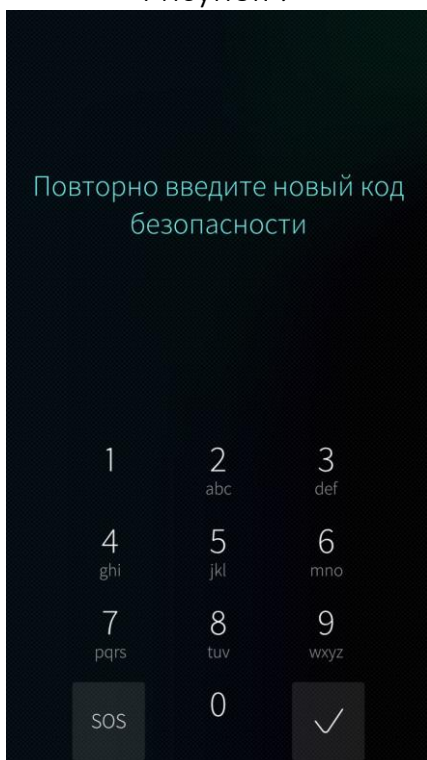 Повторно введите новый код
безопасности
1 2 3
abc def
4 5 6
ghi jkl mno
7 8 9
pqrs tuv wxyz
SOS 0